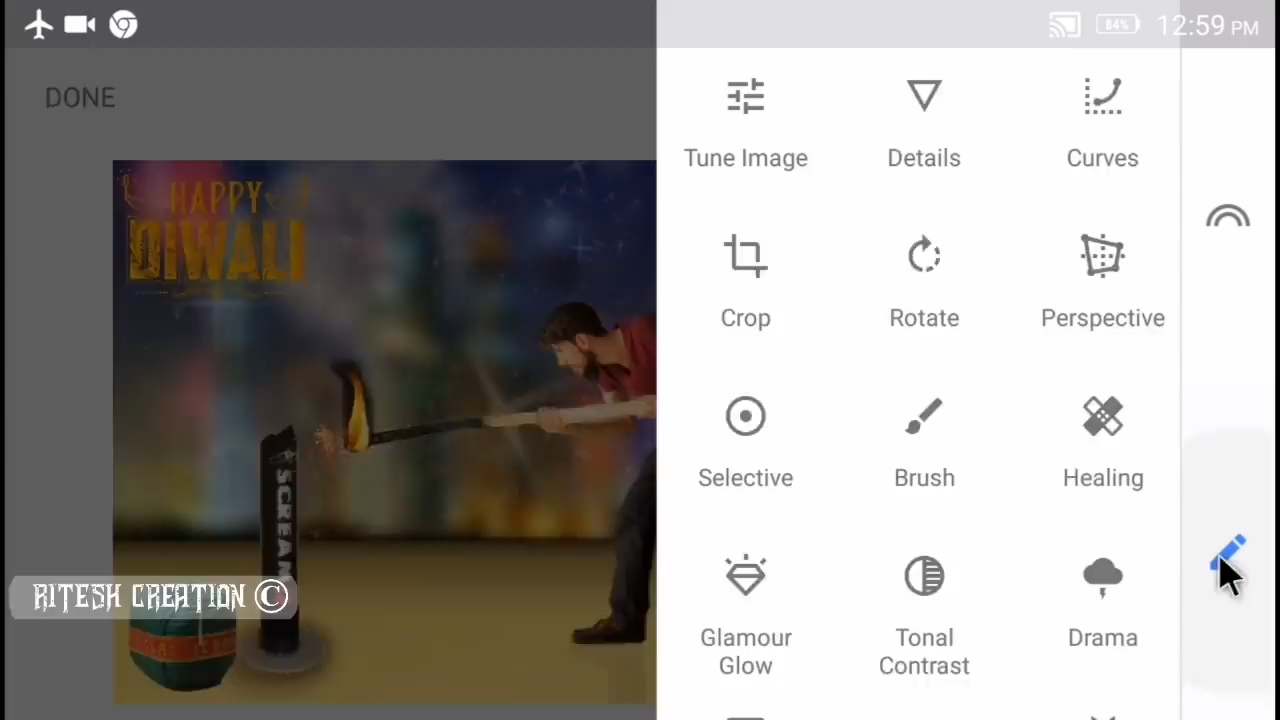 84%
12:59 PM
DONE
Tune Image
Details
Curves
HAPPY
DIWALI
Crop
Rotate
Perspective
Selective
Brush
Healing
SCREAM
RITESH CREATION ©
Glamour
Glow
Tonal
Contrast
Drama